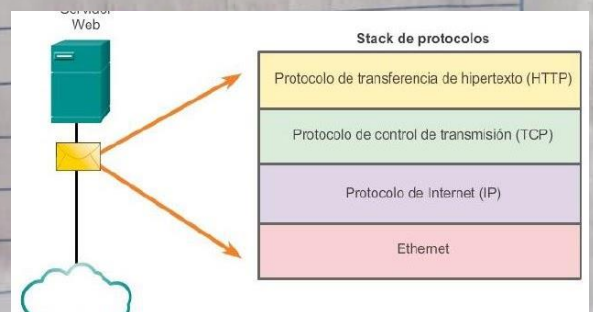 Servidor
Web
Stack de protocolos
Protocolo de transferencia de hipertexto (HTTP)
Protocolo de control de transmisión (TCP)
Protocolo de Internet (IP)
Ethernet